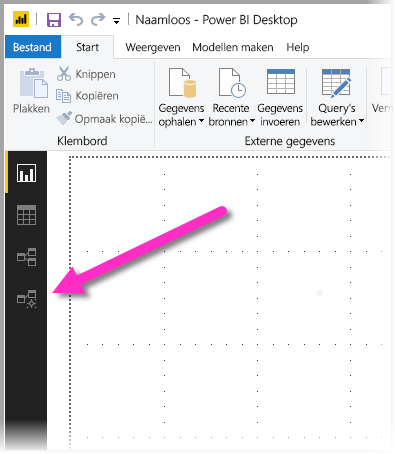 Naamloos - Power BI Desktop
Bestand Start Weergeven Modellen maken Help
Plakken
Knippen
Kopiëren
Opmaak kopië...
Klembord
Gegevens ophalen
Recente bronnen
Gegevens invoeren
Query's bewerken
Externe gegevens